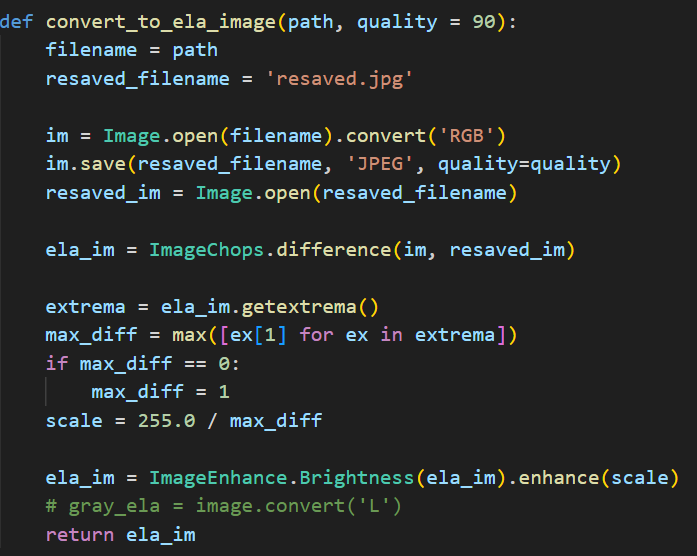 def convert_to_ela_image(path, quality = 90):
    filename = path
    resaved_filename = 'resaved.jpg'

    im = Image.open(filename).convert('RGB')
    im.save(resaved_filename, 'JPEG', quality=quality)
    resaved_im = Image.open(resaved_filename)

    ela_im = ImageChops.difference(im, resaved_im)

    extrema = ela_im.getextrema()
    max_diff = max([ex[1] for ex in extrema])
    if max_diff == 0:
        max_diff = 1
    scale = 255.0 / max_diff

    ela_im = ImageEnhance.Brightness(ela_im).enhance(scale)
    # gray_ela = image.convert('L')
    return ela_im